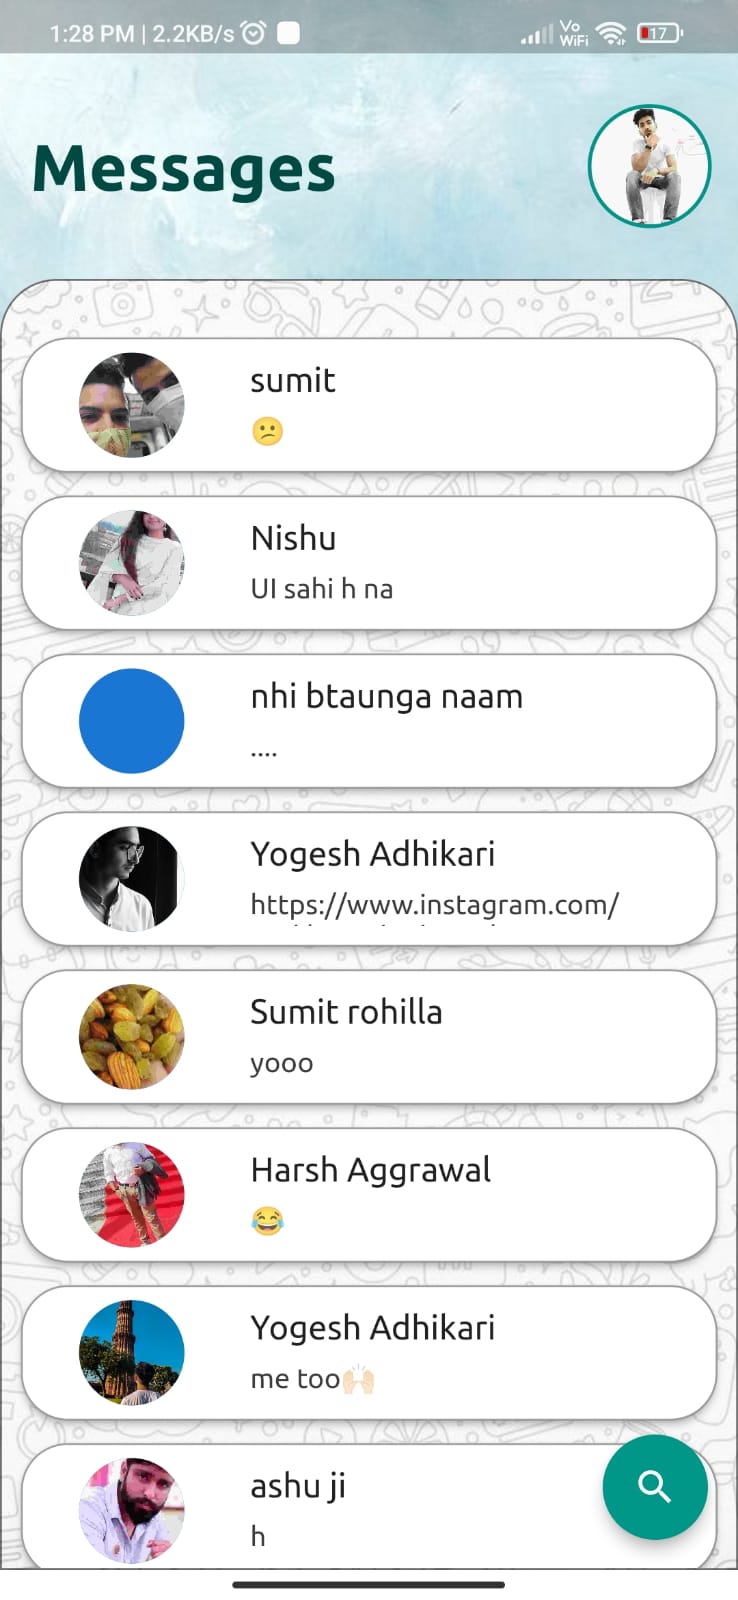 1:28 PM | 2.2KB/s
Vo
WiFi
17
Messages
sumit
😕
Nishu
UI sahi h na
nhi btaunga naam
....
Yogesh Adhikari
https://www.instagram.com/
Sumit rohilla
yooo
Harsh Aggrawal
😂
Yogesh Adhikari
me too🙌🏻
ashu ji
h